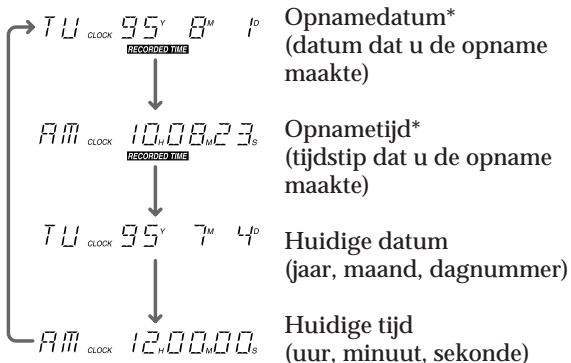 TU CLOCK 95Y 8M 1D
RECORDED TIME
Opnamedatum*
(datum dat u de opname
maakte)
AM CLOCK 10H08M23S
RECORDED TIME
Opnametijd*
(tijdstip dat u de opname
maakte)
TU CLOCK 95Y 7M 4D
Huidige datum
(jaar, maand, dagnummer)
AM CLOCK 12H00M00S
Huidige tijd
(uur, minuut, sekonde)